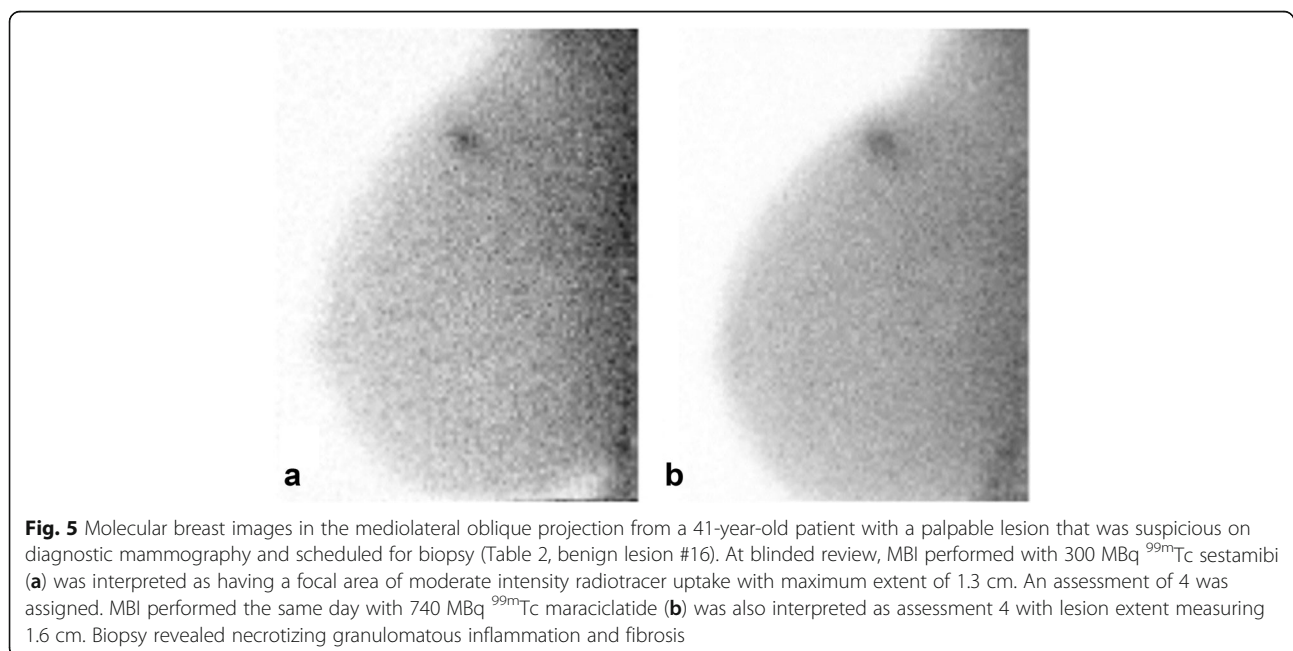 a
b
Fig. 5 Molecular breast images in the mediolateral oblique projection from a 41-year-old patient with a palpable lesion that was suspicious on
diagnostic mammography and scheduled for biopsy (Table 2, benign lesion #16). At blinded review, MBI performed with 300 MBq ⁹⁹ᵐTc sestamibi
(a) was interpreted as having a focal area of moderate intensity radiotracer uptake with maximum extent of 1.3 cm. An assessment of 4 was
assigned. MBI performed the same day with 740 MBq ⁹⁹ᵐTc maraciclatide (b) was also interpreted as assessment 4 with lesion extent measuring
1.6 cm. Biopsy revealed necrotizing granulomatous inflammation and fibrosis